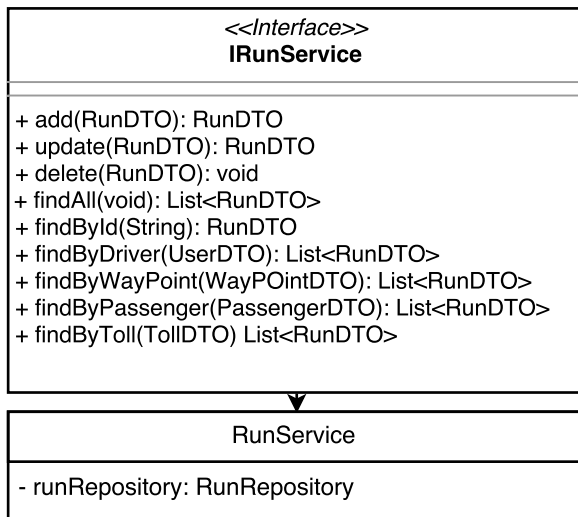 <<Interface>>
IRunService
+ add(RunDTO): RunDTO
+ update(RunDTO): RunDTO
+ delete(RunDTO): void
+ findAll(void): List<RunDTO>
+ findById(String): RunDTO
+ findByDriver(UserDTO): List<RunDTO>
+ findByWayPoint(WayPOintDTO): List<RunDTO>
+ findByPassenger(PassengerDTO): List<RunDTO>
+ findByToll(TollDTO) List<RunDTO>
RunService
- runRepository: RunRepository